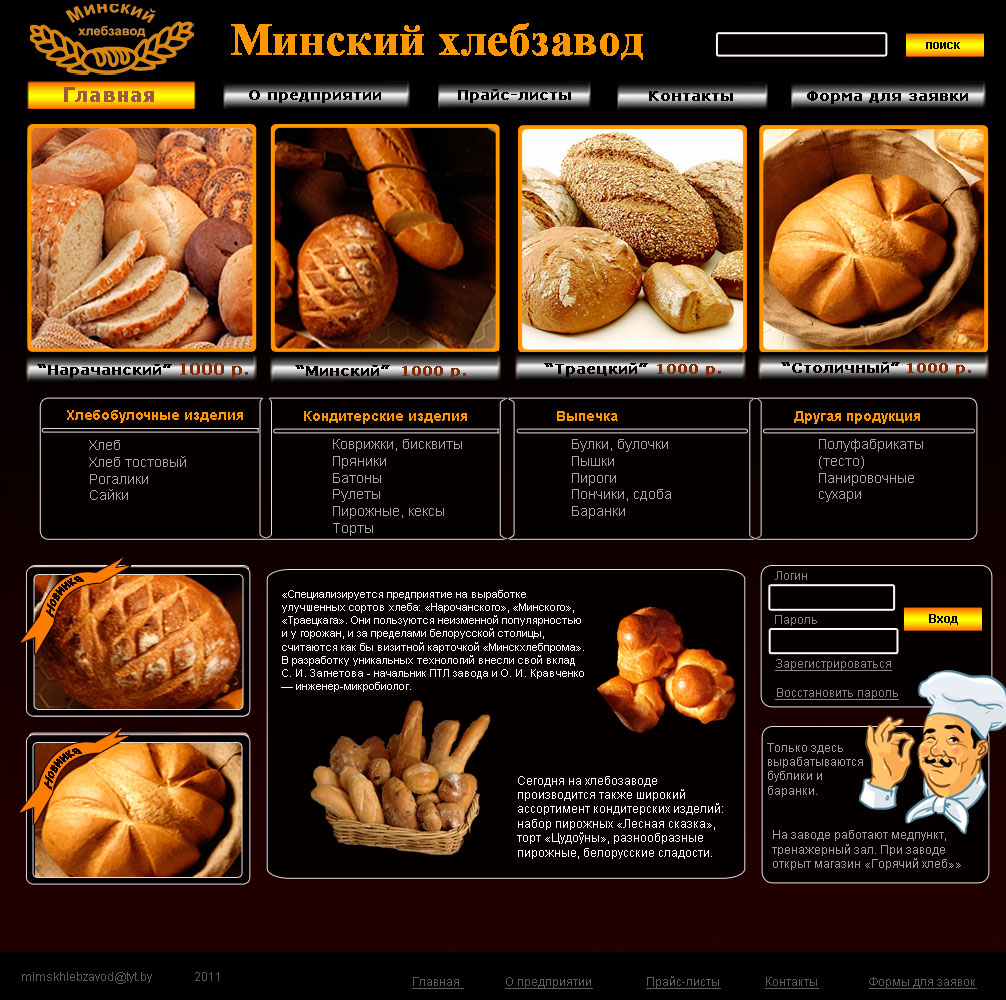 Минский
хлебзавод
Минский хлебзавод
поиск
Главная
О предприятии
Прайс-листы
Контакты
Форма для заявки
“Нарачанский” 1000 р.
“Минский” 1000 р.
“Траецкий” 1000 р.
“Столичный” 1000 р.
Хлебобулочные изделия
Хлеб
Хлеб тостовый
Рогалики
Сайки
Кондитерские изделия
Коврижки, бисквиты
Пряники
Батоны
Рулеты
Пирожные, кексы
Торты
Выпечка
Булки, булочки
Пышки
Пироги
Пончики, сдоба
Баранки
Другая продукция
Полуфабрикаты
(тесто)
Панировочные
сухари
Новинка
Новинка
«Специализируется предприятие на выработке
улучшенных сортов хлеба: «Нарочанского», «Минского»,
«Траецкага». Они пользуются неизменной популярностью
и у горожан, и за пределами белорусской столицы,
считаются как бы визитной карточкой «Минскхлебпрома».
В разработку уникальных технологий внесли свой вклад
С. И. Загнетова - начальник ПТЛ завода и О. И. Кравченко
— инженер-микробиолог.
Сегодня на хлебозаводе
производится также широкий
ассортимент кондитерских изделий:
набор пирожных «Лесная сказка»,
торт «Цудоўны», разнообразные
пирожные, белорусские сладости.
Логин
Пароль
Вход
Зарегистрироваться
Восстановить пароль
Только здесь
вырабатываются
бублики и
баранки.
На заводе работают медпункт,
тренажерный зал. При заводе
открыт магазин «Горячий хлеб»»
mimskhlebzavod@tyt.by
2011
Главная
О предприятии
Прайс-листы
Контакты
Формы для заявок